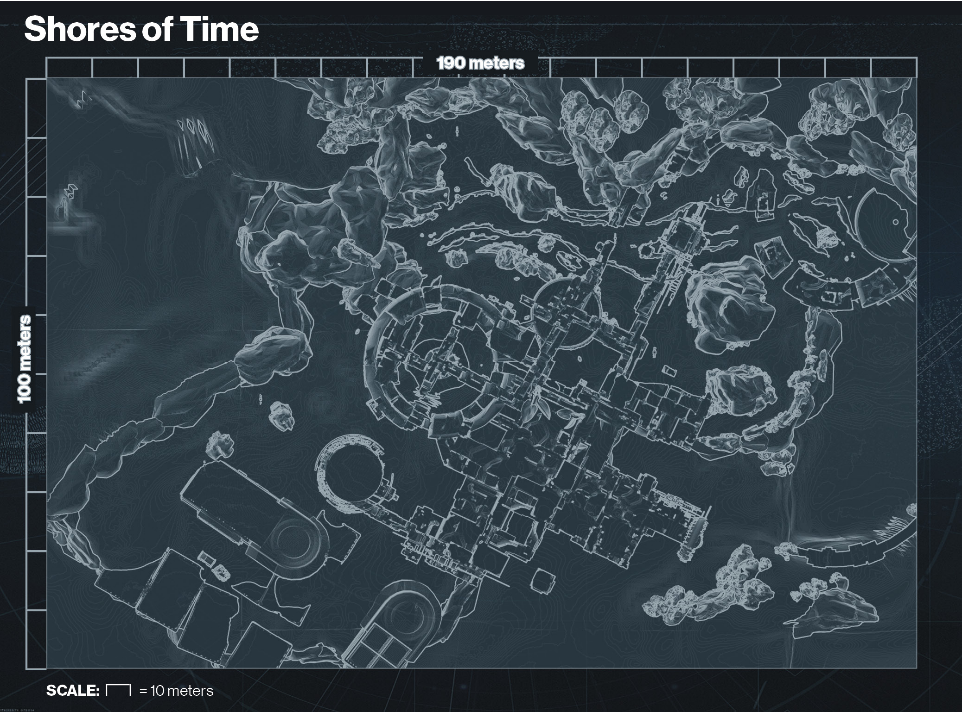 Shores of Time
190 meters
100 meters
SCALE: = 10 meters